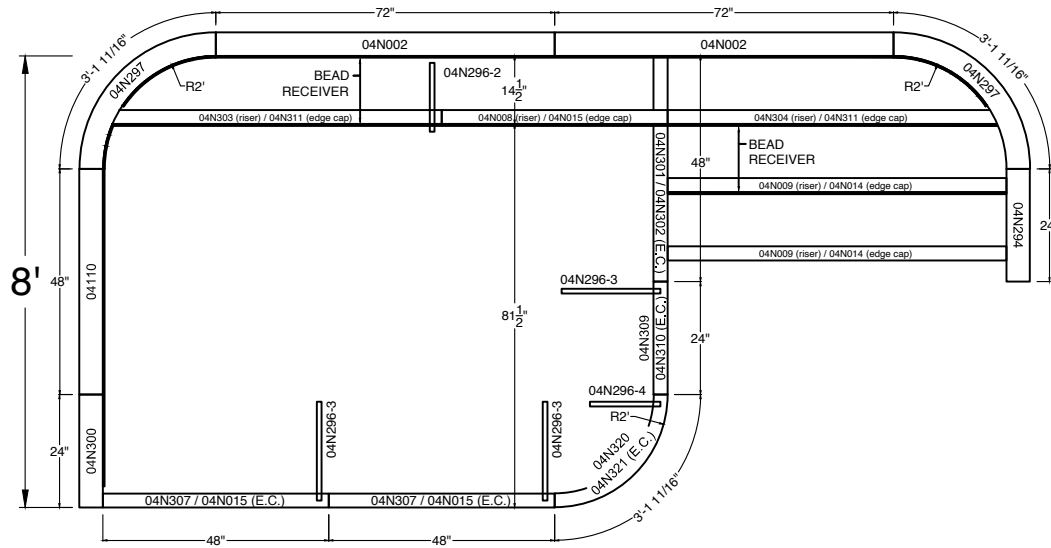 72"
72"
3'-1 11/16"
04N002
04N002
3'-1 11/16"
04N297
R2'
BEAD
RECEIVER
04N296-2
14 1/2"
R2'
04N297
04N303 (riser) / 04N311 (edge cap)
04N008 (riser) / 04N015 (edge cap)
04N304 (riser) / 04N311 (edge cap)
BEAD
RECEIVER
48"
04N301 / 04N302 (E.C.)
04N009 (riser) / 04N014 (edge cap)
04N294
24"
04N009 (riser) / 04N014 (edge cap)
8'
48"
04110
04N296-3
81 1/2"
04N309
04N310 (E.C.)
24"
04N296-4
R2'
24"
04N300
04N296-3
04N296-3
04N320
04N321 (E.C.)
04N307 / 04N015 (E.C.)
04N307 / 04N015 (E.C.)
3'-1 11/16"
48"
48"